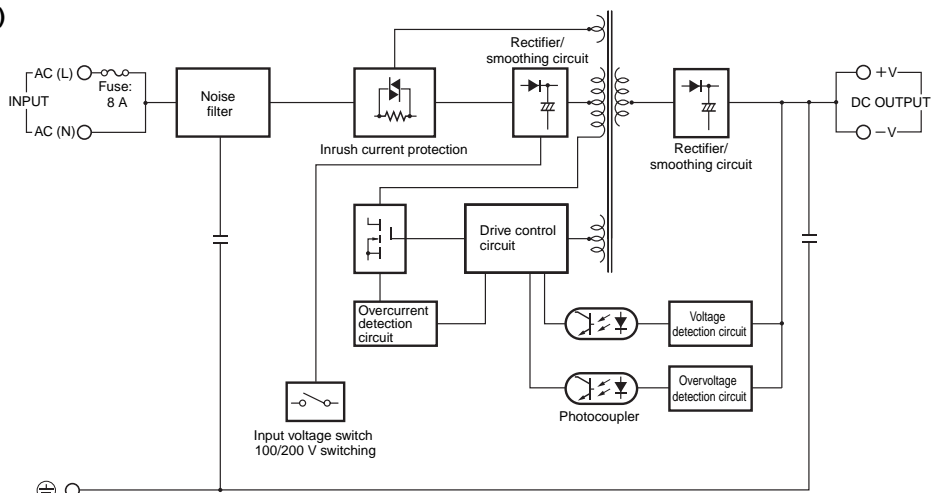 )
AC (L)
Fuse:
8 A
INPUT
AC (N)
Noise
filter
Inrush current protection
Rectifier/
smoothing circuit
Rectifier/
smoothing circuit
+V
DC OUTPUT
−V
Drive control
circuit
Overcurrent
detection
circuit
Voltage
detection circuit
Overvoltage
detection circuit
Photocoupler
Input voltage switch
100/200 V switching